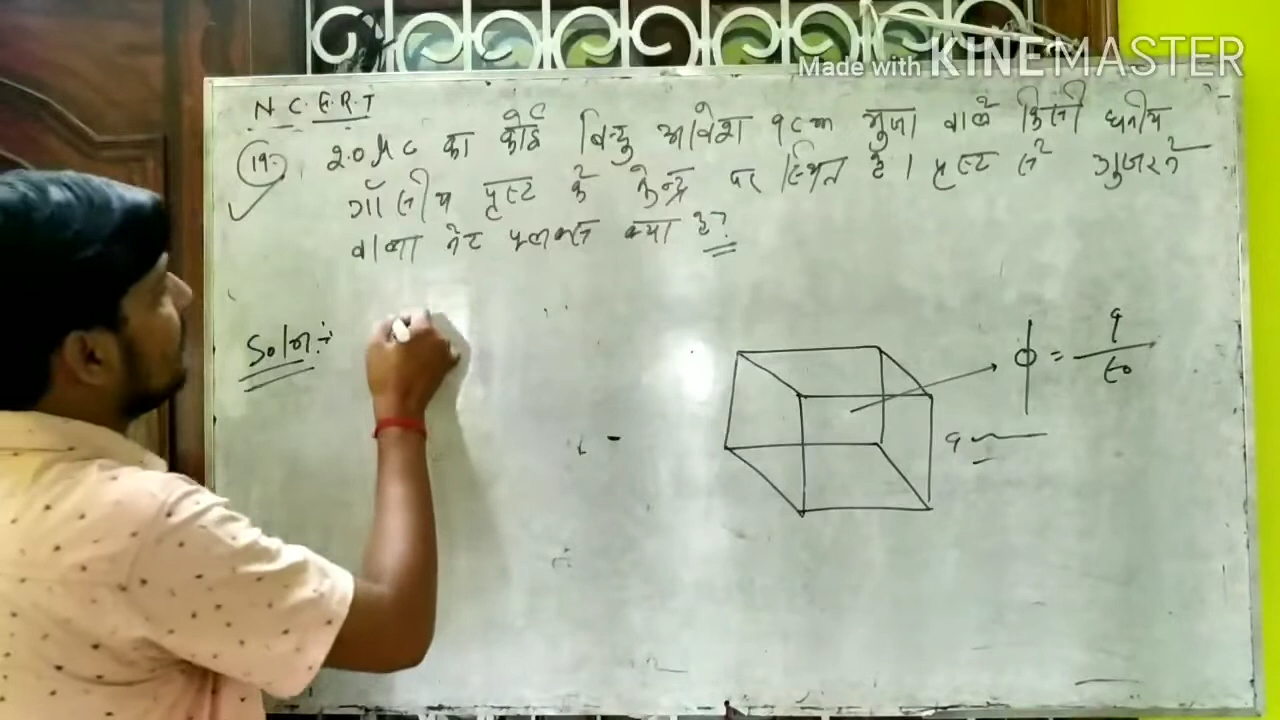 Made with KINEMASTER
N.C.E.R.T
19. 2.0 μC का कोई बिन्दु आवेश 9cm भुजा वाले किसी घनीय
गॉसीय पृष्ट के केन्द्र पर स्थित है। पृष्ट से गुजरने
वाला नेट फ्लक्स क्या है?
Soln:-
ϕ = q/ε0
q